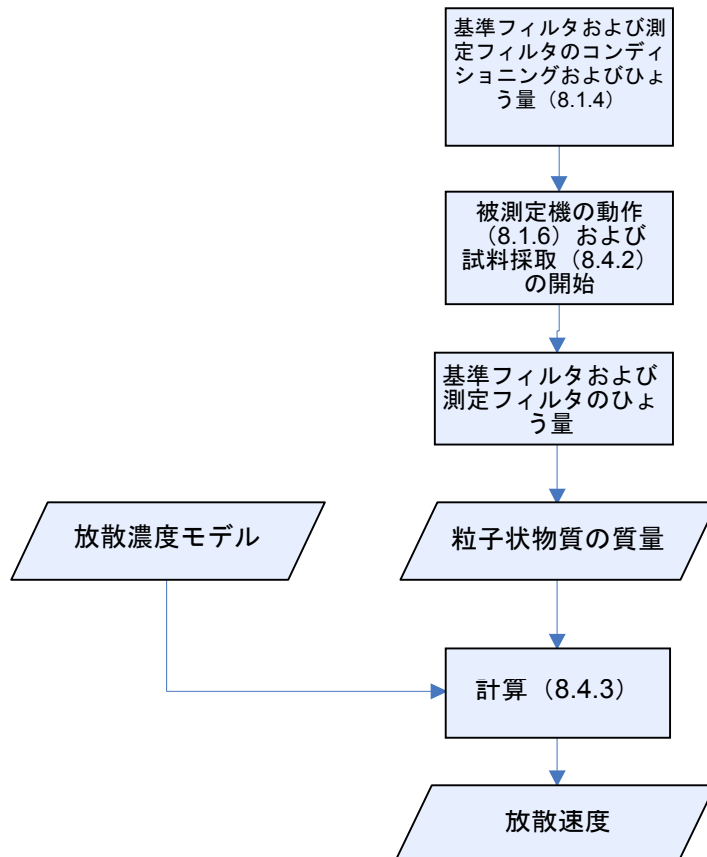 基準フィルタおよび測
定フィルタのコンディ
ショニングおよびひょ
う量（8.1.4）
被測定機の動作
（8.1.6）および
試料採取（8.4.2）
の開始
基準フィルタおよび
測定フィルタのひょ
う量
放散濃度モデル
粒子状物質の質量
計算（8.4.3）
放散速度